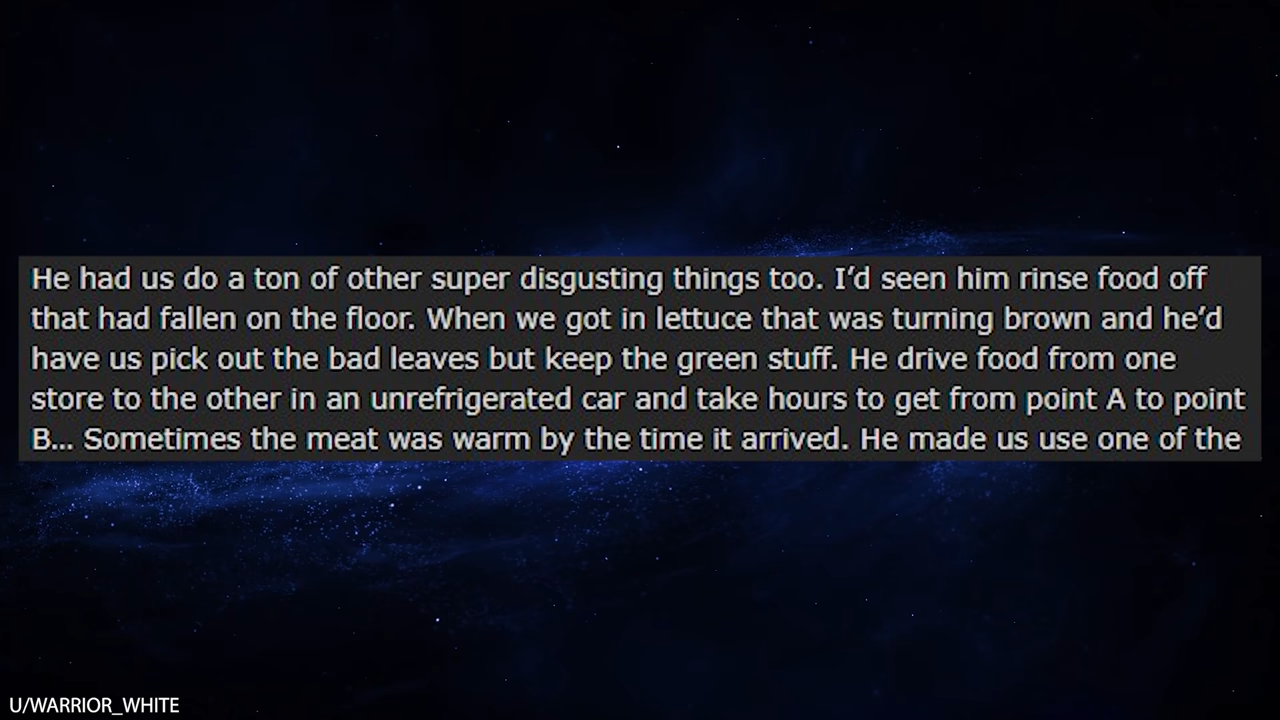 He had us do a ton of other super disgusting things too. I’d seen him rinse food off
that had fallen on the floor. When we got in lettuce that was turning brown and he’d
have us pick out the bad leaves but keep the green stuff. He drive food from one
store to the other in an unrefrigerated car and take hours to get from point A to point
B... Sometimes the meat was warm by the time it arrived. He made us use one of the
U/WARRIOR_WHITE